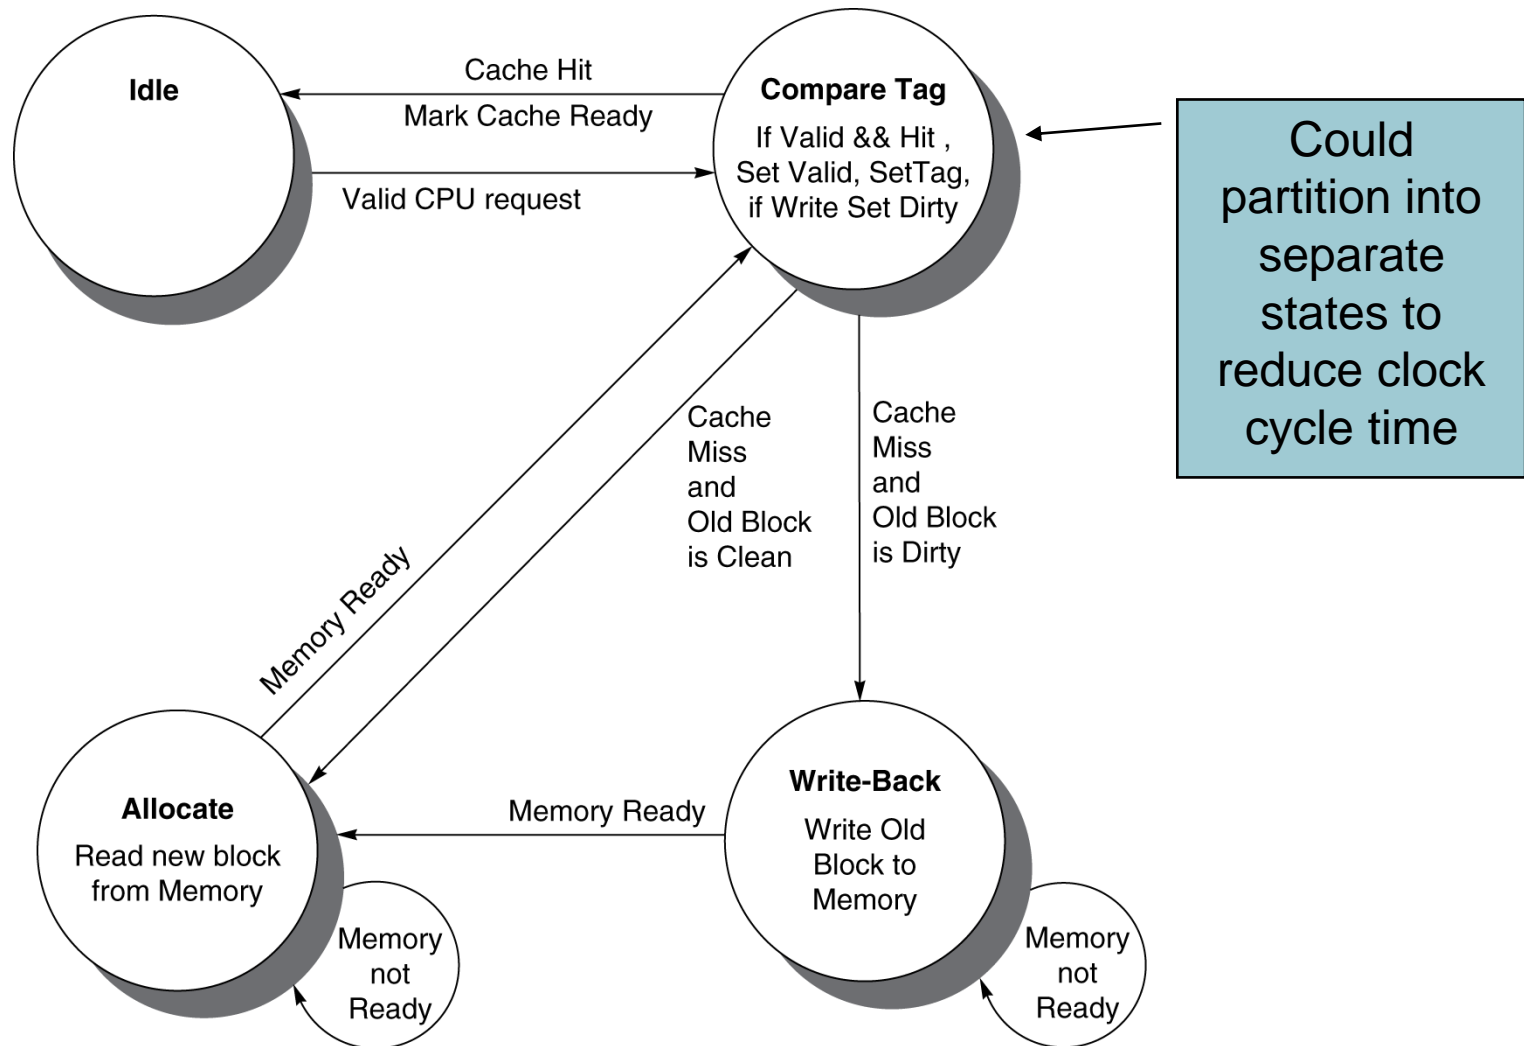 Idle
Cache Hit
Mark Cache Ready
Valid CPU request
Compare Tag
If Valid && Hit ,
Set Valid, SetTag,
if Write Set Dirty
Could
partition into
separate
states to
reduce clock
cycle time
Cache
Miss
and
Old Block
is Clean
Cache
Miss
and
Old Block
is Dirty
Memory Ready
Allocate
Read new block
from Memory
Memory
not
Ready
Memory Ready
Write-Back
Write Old
Block to
Memory
Memory
not
Ready